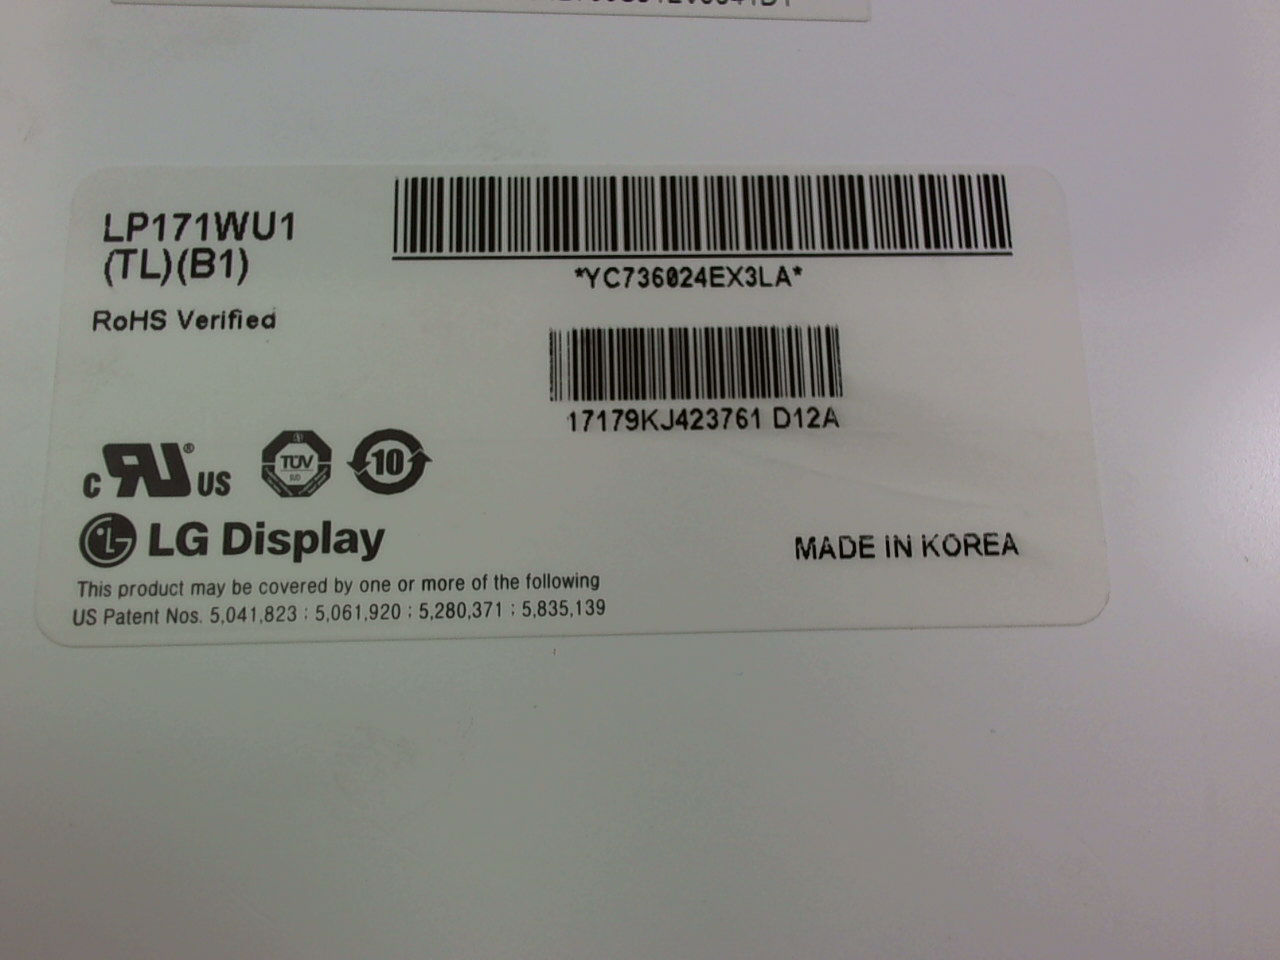 LP171WU1
(TL)(B1)
*YC736024EX3LA*
RoHS Verified
17179KJ423761 D12A
c RU® US
TÜV
SÜD
10
LG Display
MADE IN KOREA
This product may be covered by one or more of the following
US Patent Nos. 5,041,823 : 5,061,920 : 5,280,371 : 5,835,139